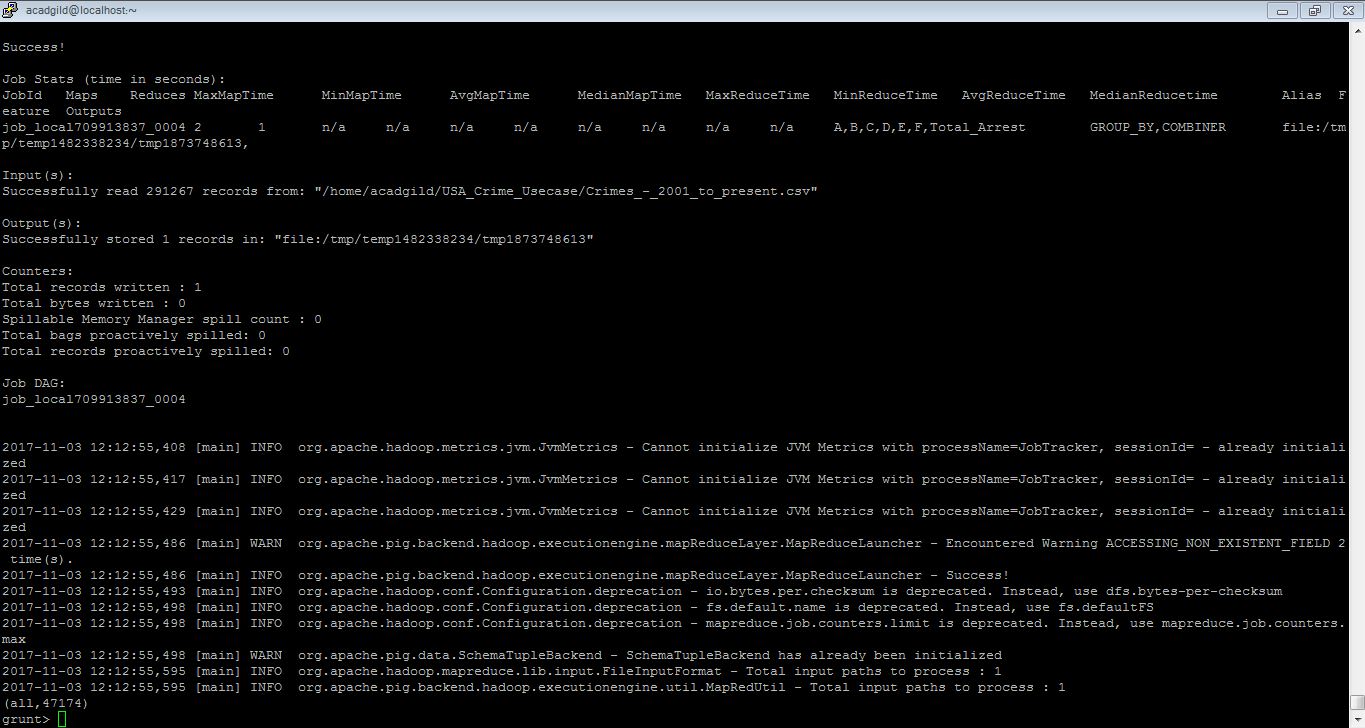 acadgild@localhost:~
Success!
Job Stats (time in seconds):
JobId   Maps    Reduces MaxMapTime      MinMapTime      AvgMapTime      MedianMapTime   MaxReduceTime   MinReduceTime   AvgReduceTime   MedianReducetime        Alias  F
eature  Outputs
job_local709913837_0004 2       1       n/a     n/a     n/a     n/a     n/a     n/a     n/a     n/a     A,B,C,D,E,F,Total_Arrest        GROUP_BY,COMBINER       file:/tm
p/temp1482338234/tmp1873748613,
Input(s):
Successfully read 291267 records from: "/home/acadgild/USA_Crime_Usecase/Crimes_-_2001_to_present.csv"
Output(s):
Successfully stored 1 records in: "file:/tmp/temp1482338234/tmp1873748613"
Counters:
Total records written : 1
Total bytes written : 0
Spillable Memory Manager spill count : 0
Total bags proactively spilled: 0
Total records proactively spilled: 0
Job DAG:
job_local709913837_0004
2017-11-03 12:12:55,408 [main] INFO  org.apache.hadoop.metrics.jvm.JvmMetrics - Cannot initialize JVM Metrics with processName=JobTracker, sessionId= - already initiali
zed
2017-11-03 12:12:55,417 [main] INFO  org.apache.hadoop.metrics.jvm.JvmMetrics - Cannot initialize JVM Metrics with processName=JobTracker, sessionId= - already initiali
zed
2017-11-03 12:12:55,429 [main] INFO  org.apache.hadoop.metrics.jvm.JvmMetrics - Cannot initialize JVM Metrics with processName=JobTracker, sessionId= - already initiali
zed
2017-11-03 12:12:55,486 [main] WARN  org.apache.pig.backend.hadoop.executionengine.mapReduceLayer.MapReduceLauncher - Encountered Warning ACCESSING_NON_EXISTENT_FIELD 2
 time(s).
2017-11-03 12:12:55,486 [main] INFO  org.apache.pig.backend.hadoop.executionengine.mapReduceLayer.MapReduceLauncher - Success!
2017-11-03 12:12:55,493 [main] INFO  org.apache.hadoop.conf.Configuration.deprecation - io.bytes.per.checksum is deprecated. Instead, use dfs.bytes-per-checksum
2017-11-03 12:12:55,498 [main] INFO  org.apache.hadoop.conf.Configuration.deprecation - fs.default.name is deprecated. Instead, use fs.defaultFS
2017-11-03 12:12:55,498 [main] INFO  org.apache.hadoop.conf.Configuration.deprecation - mapreduce.job.counters.limit is deprecated. Instead, use mapreduce.job.counters.
max
2017-11-03 12:12:55,498 [main] WARN  org.apache.pig.data.SchemaTupleBackend - SchemaTupleBackend has already been initialized
2017-11-03 12:12:55,595 [main] INFO  org.apache.hadoop.mapreduce.lib.input.FileInputFormat - Total input paths to process : 1
2017-11-03 12:12:55,595 [main] INFO  org.apache.pig.backend.hadoop.executionengine.util.MapRedUtil - Total input paths to process : 1
(all,47174)
grunt>